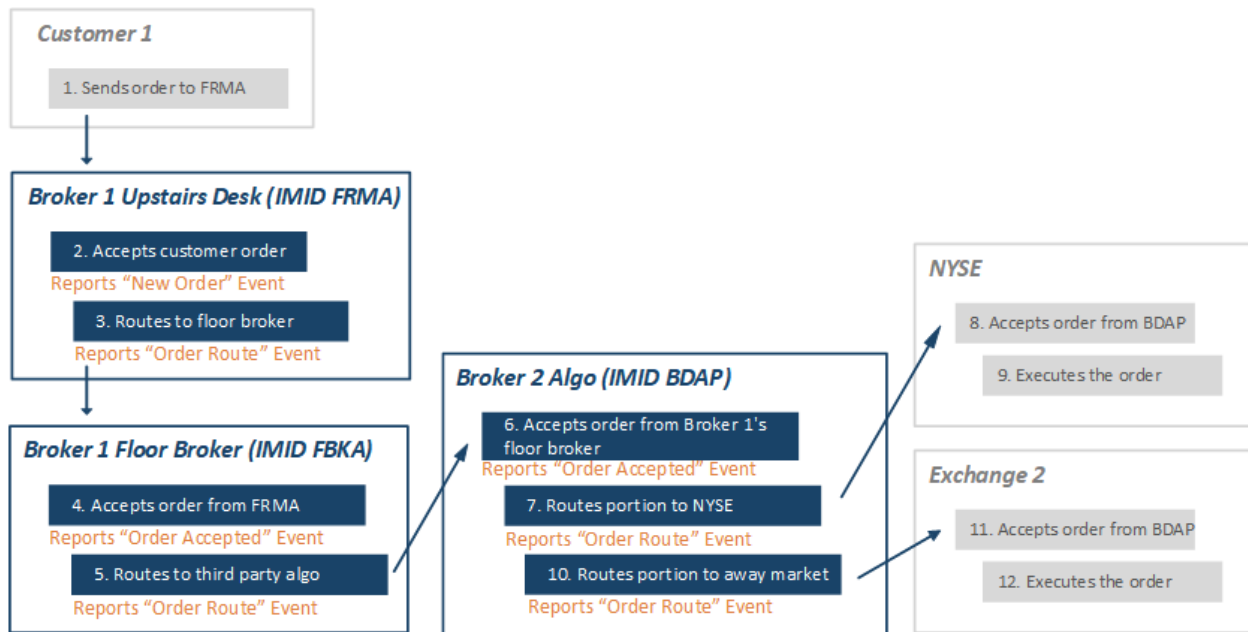 Customer 1
1. Sends order to FRMA
Broker 1 Upstairs Desk (IMID FRMA)
2. Accepts customer order
Reports “New Order” Event
3. Routes to floor broker
Reports “Order Route” Event
Broker 1 Floor Broker (IMID FBKA)
4. Accepts order from FRMA
Reports “Order Accepted” Event
5. Routes to third party algo
Reports “Order Route” Event
Broker 2 Algo (IMID BDAP)
6. Accepts order from Broker 1's
floor broker
Reports “Order Accepted” Event
7. Routes portion to NYSE
Reports “Order Route” Event
10. Routes portion to away market
Reports “Order Route” Event
NYSE
8. Accepts order from BDAP
9. Executes the order
Exchange 2
11. Accepts order from BDAP
12. Executes the order